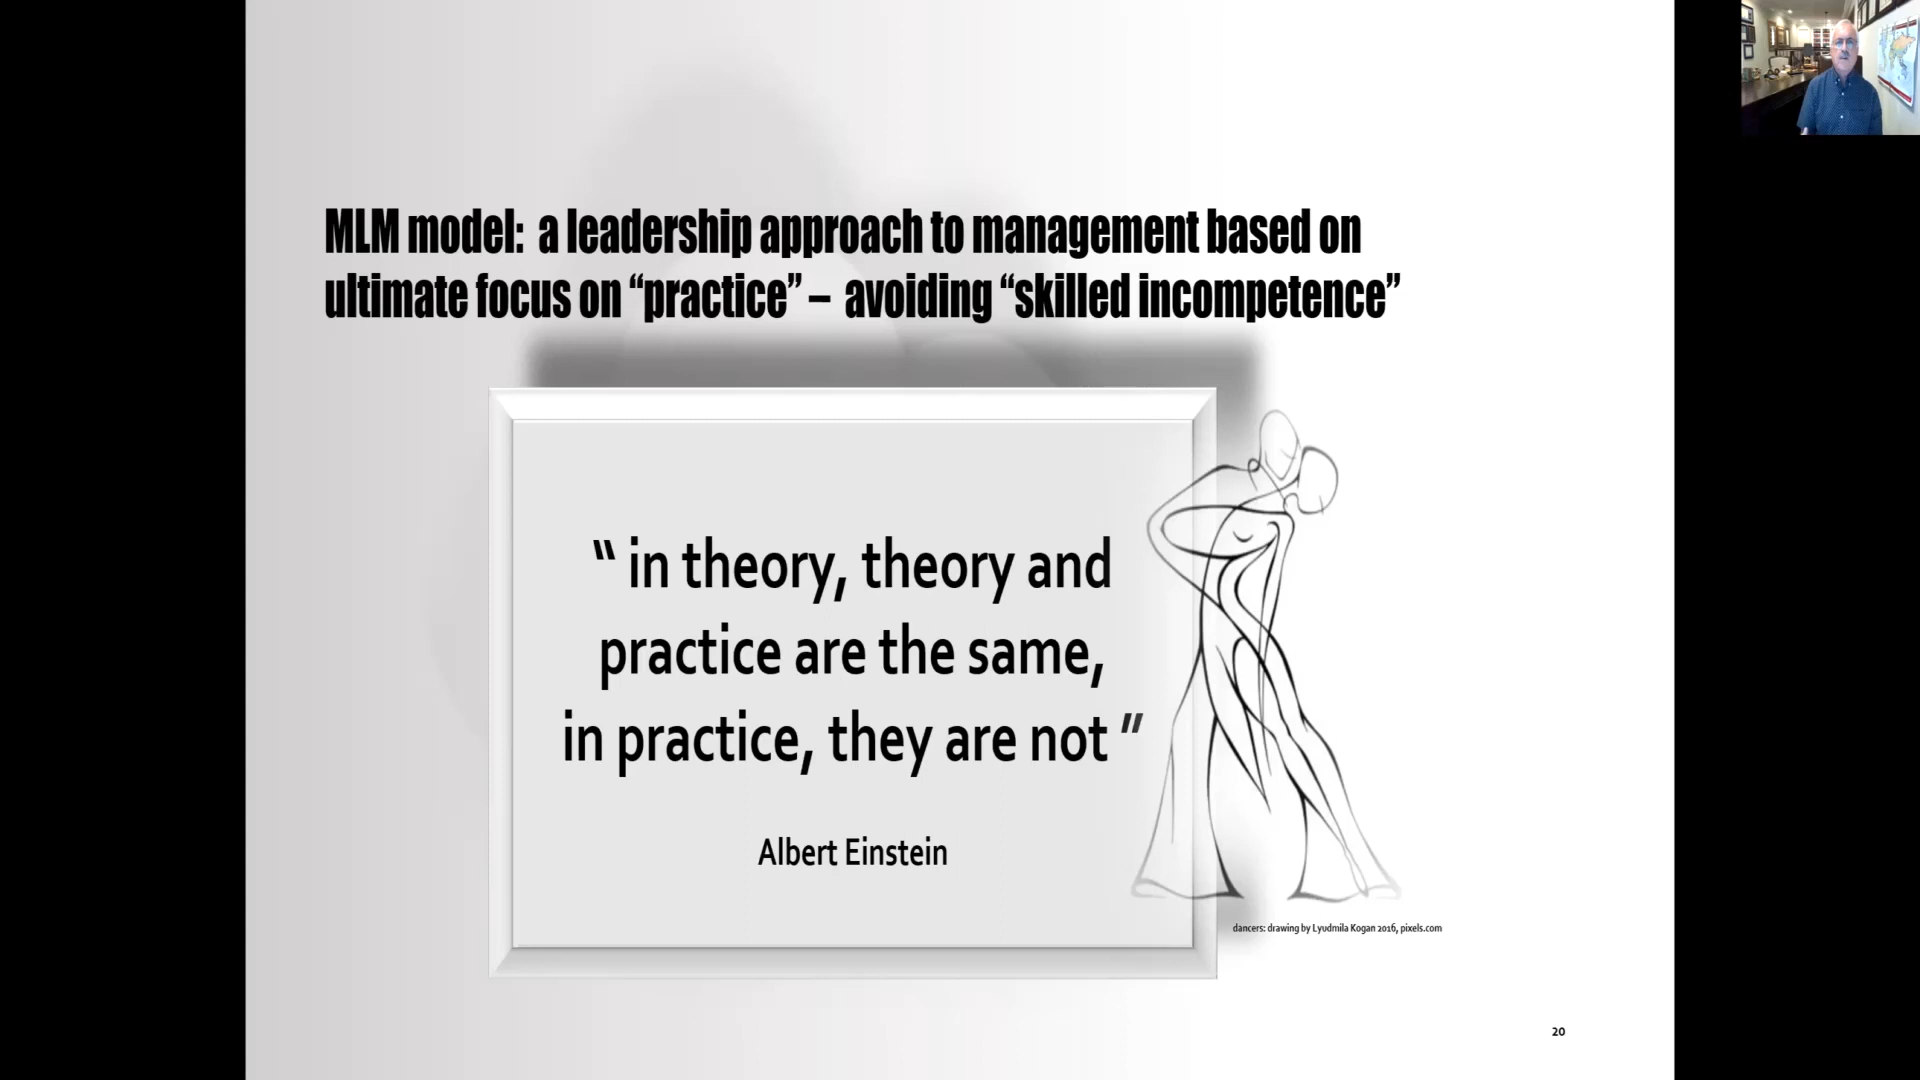 MLM model:  a leadership approach to management based on
ultimate focus on “practice” –  avoiding “skilled incompetence”
“ in theory, theory and
practice are the same,
in practice, they are not ”
Albert Einstein
dancers: drawing by Lyudmila Kogan 2016, pixels.com
20